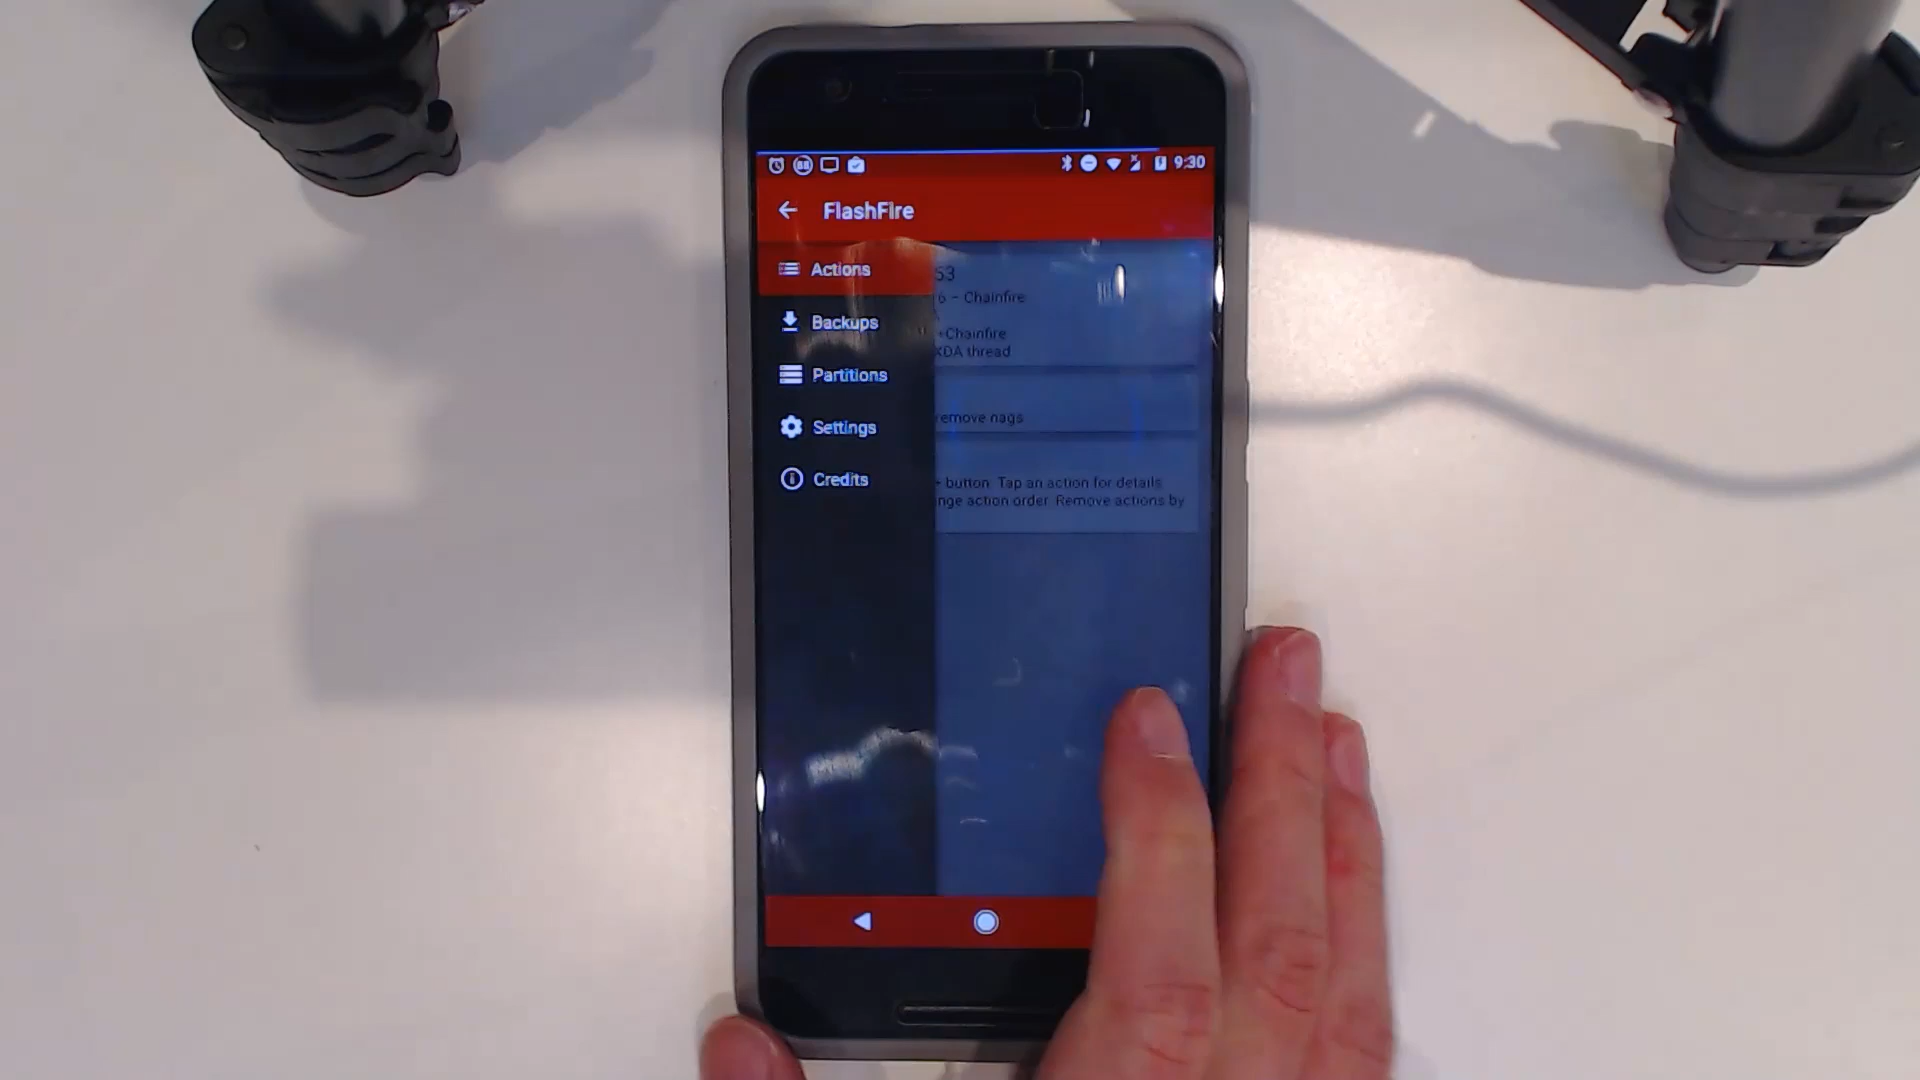 88 9:30
FlashFire
Actions
53
6 - Chainfire
Backups
+Chainfire
XDA thread
Partitions
remove nags
Settings
Credits
+ button. Tap an action for details
nge action order. Remove actions by